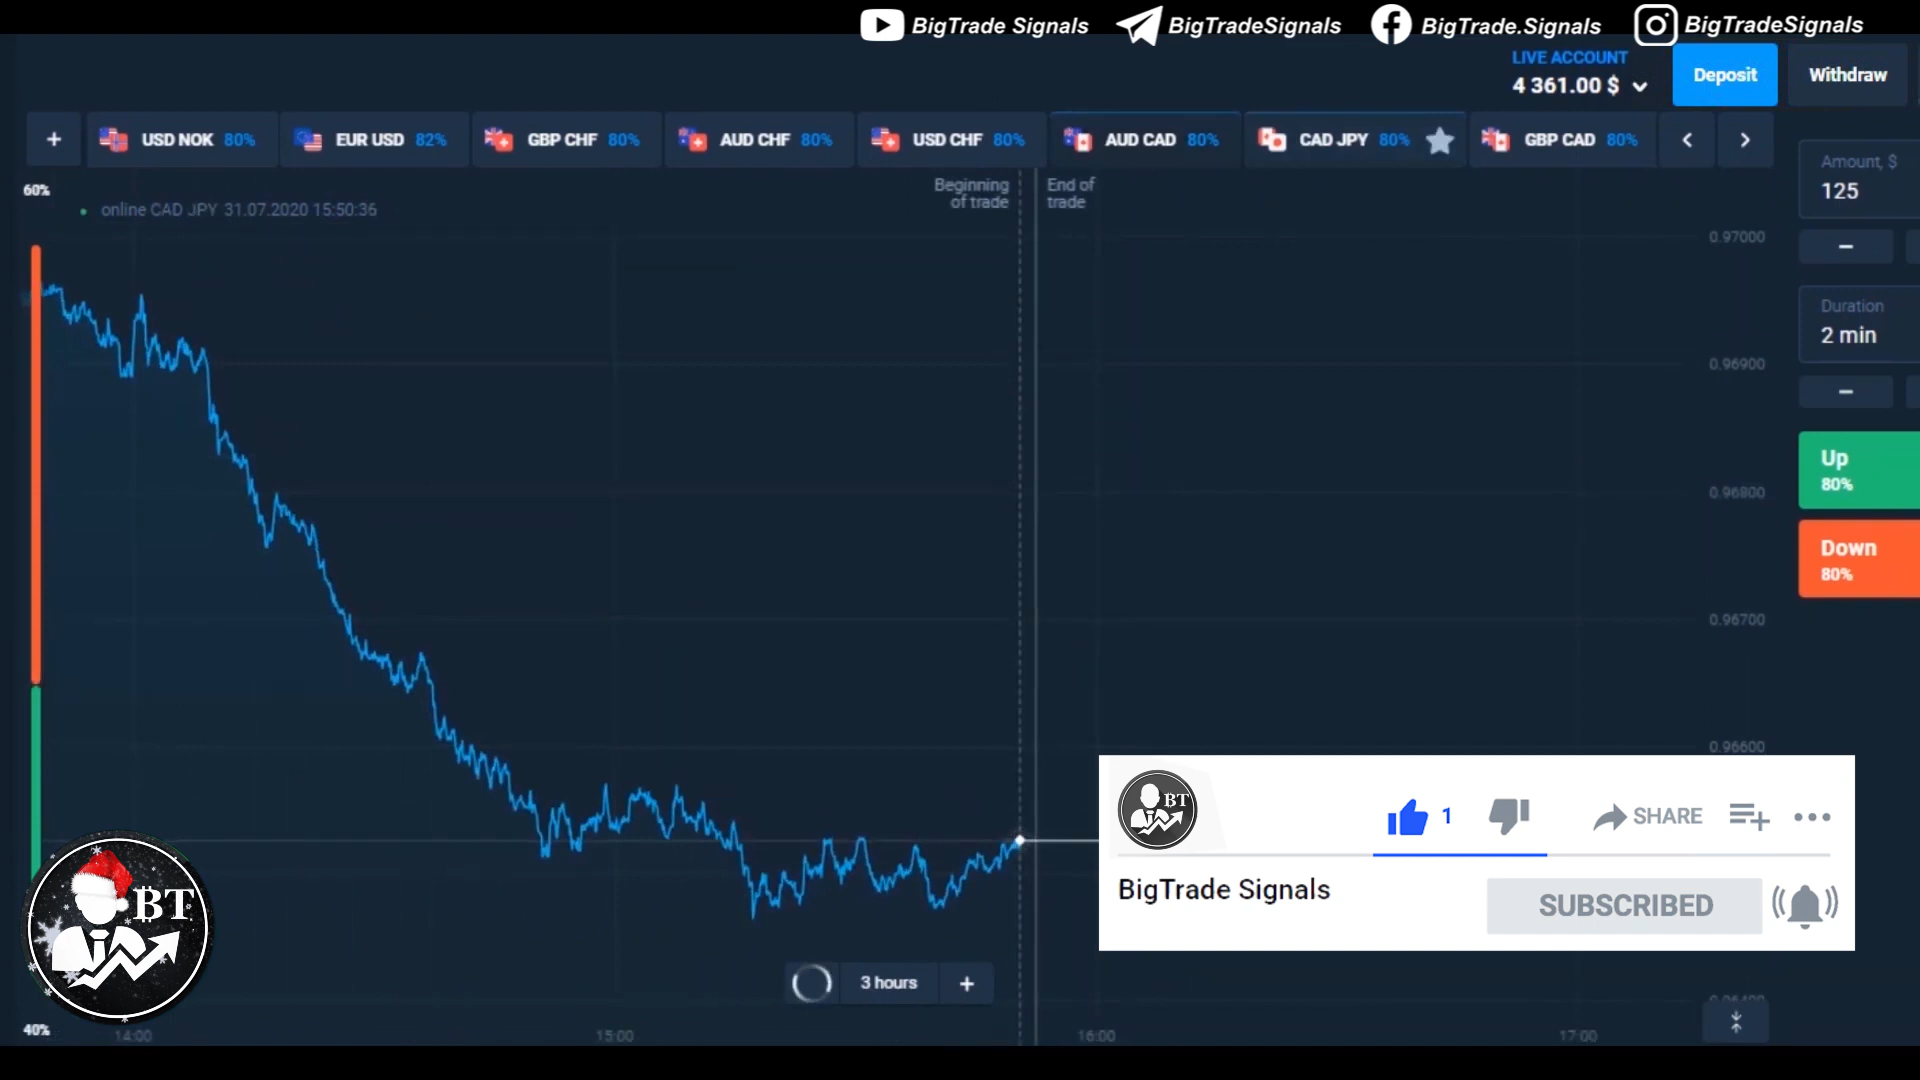 BigTrade Signals
BigTradeSignals
BigTrade.Signals
BigTradeSignals
LIVE ACCOUNT
4 361.00 $
Deposit
Withdraw
+
USD NOK 80%
EUR USD 82%
GBP CHF 80%
AUD CHF 80%
USD CHF 80%
AUD CAD 80%
CAD JPY 80%
GBP CAD 80%
<
>
60%
online CAD JPY 31.07.2020 15:50:36
Beginning
of trade
End of
trade
Amount, $
125
–
Duration
2 min
–
Up
80%
Down
80%
0.97000
0.96900
0.96800
0.96700
0.96600
BT
1
SHARE
BigTrade Signals
SUBSCRIBED
BT
3 hours
+
40%
14:00
15:00
16:00
17:00